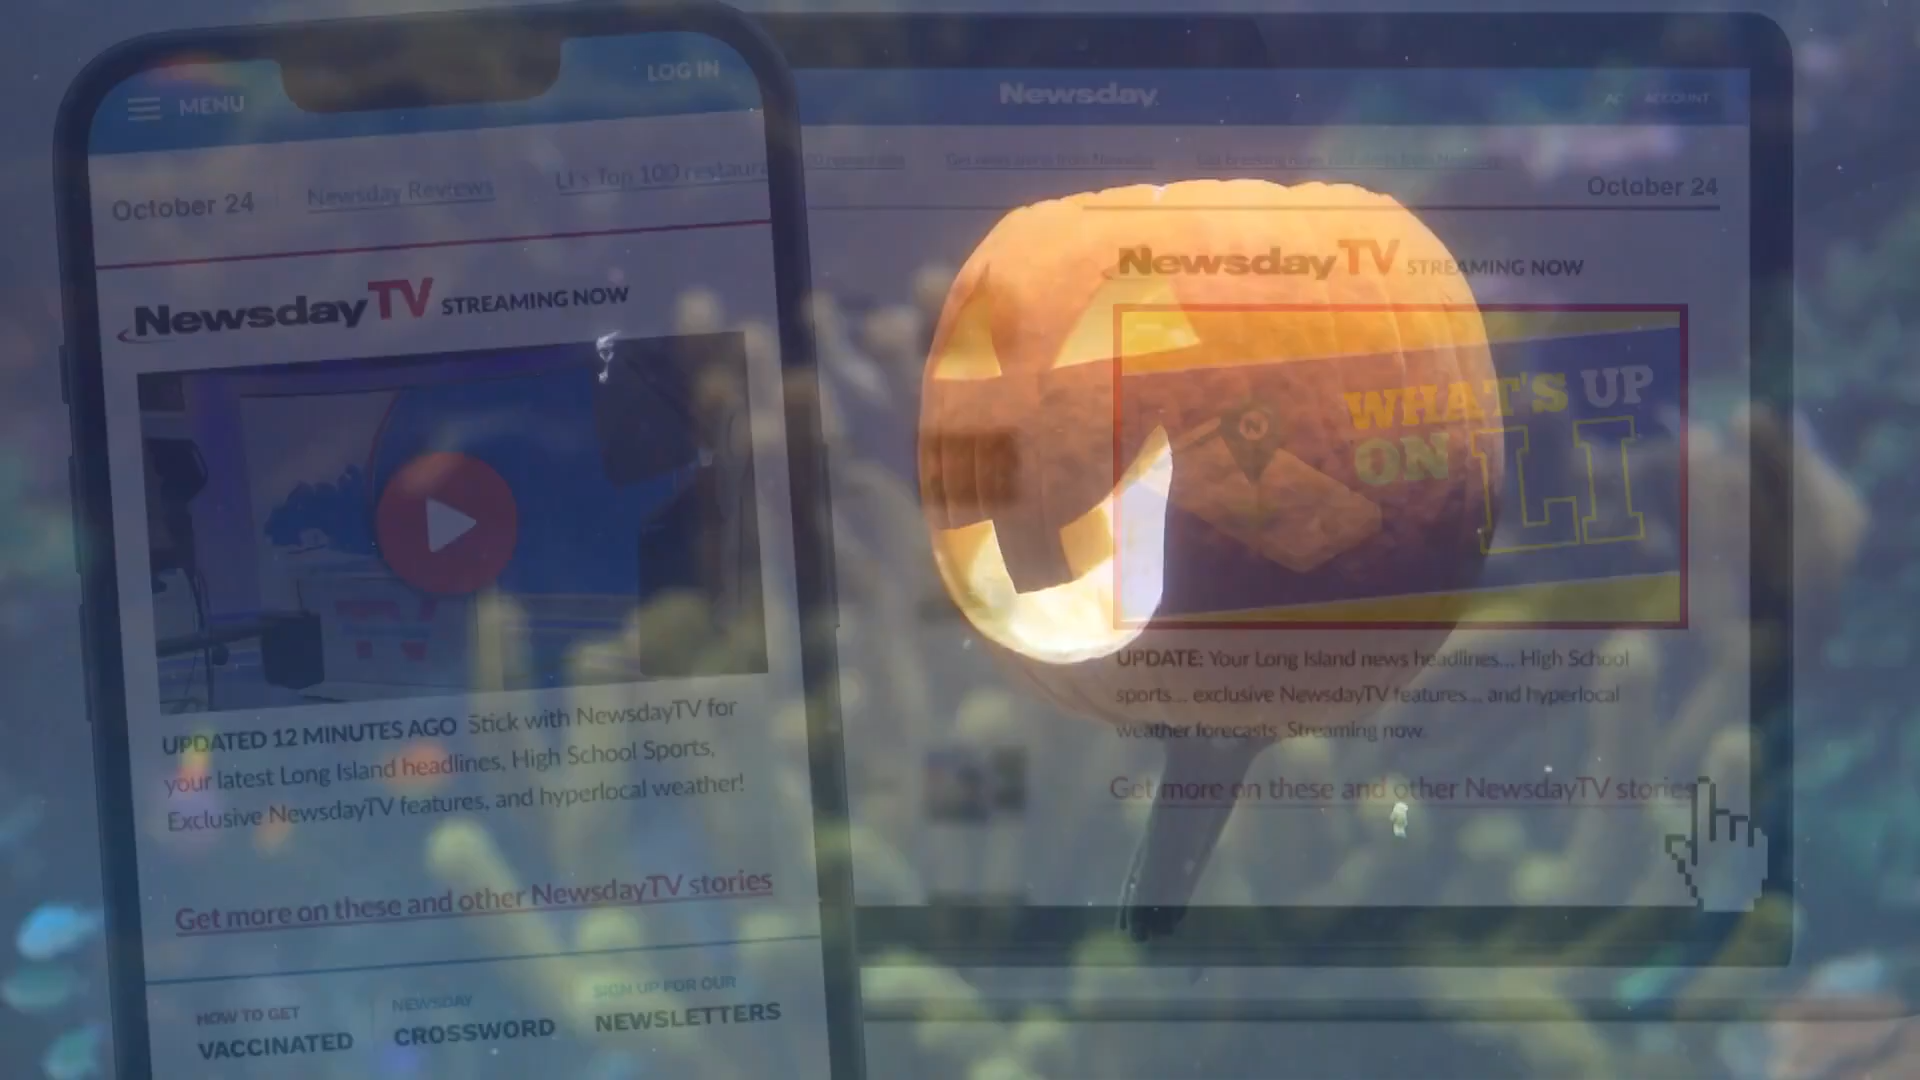 LOG IN
MENU
October 24
Newsday Reviews
LI's Top 100 restaura
NewsdayTV STREAMING NOW
UPDATED 12 MINUTES AGO Stick with NewsdayTV for
your latest Long Island headlines, High School Sports,
Exclusive NewsdayTV features, and hyperlocal weather!
Get more on these and other NewsdayTV stories
HOW TO GET
VACCINATED
NEWSDAY
CROSSWORD
SIGN UP FOR OUR
NEWSLETTERS
Newsday
ACCOUNT
October 24
NewsdayTV STREAMING NOW
N
WHAT'S UP
ON LI
UPDATE: Your Long Island news headlines... High School
sports... exclusive NewsdayTV features... and hyperlocal
weather forecasts. Streaming now.
Get more on these and other NewsdayTV stories